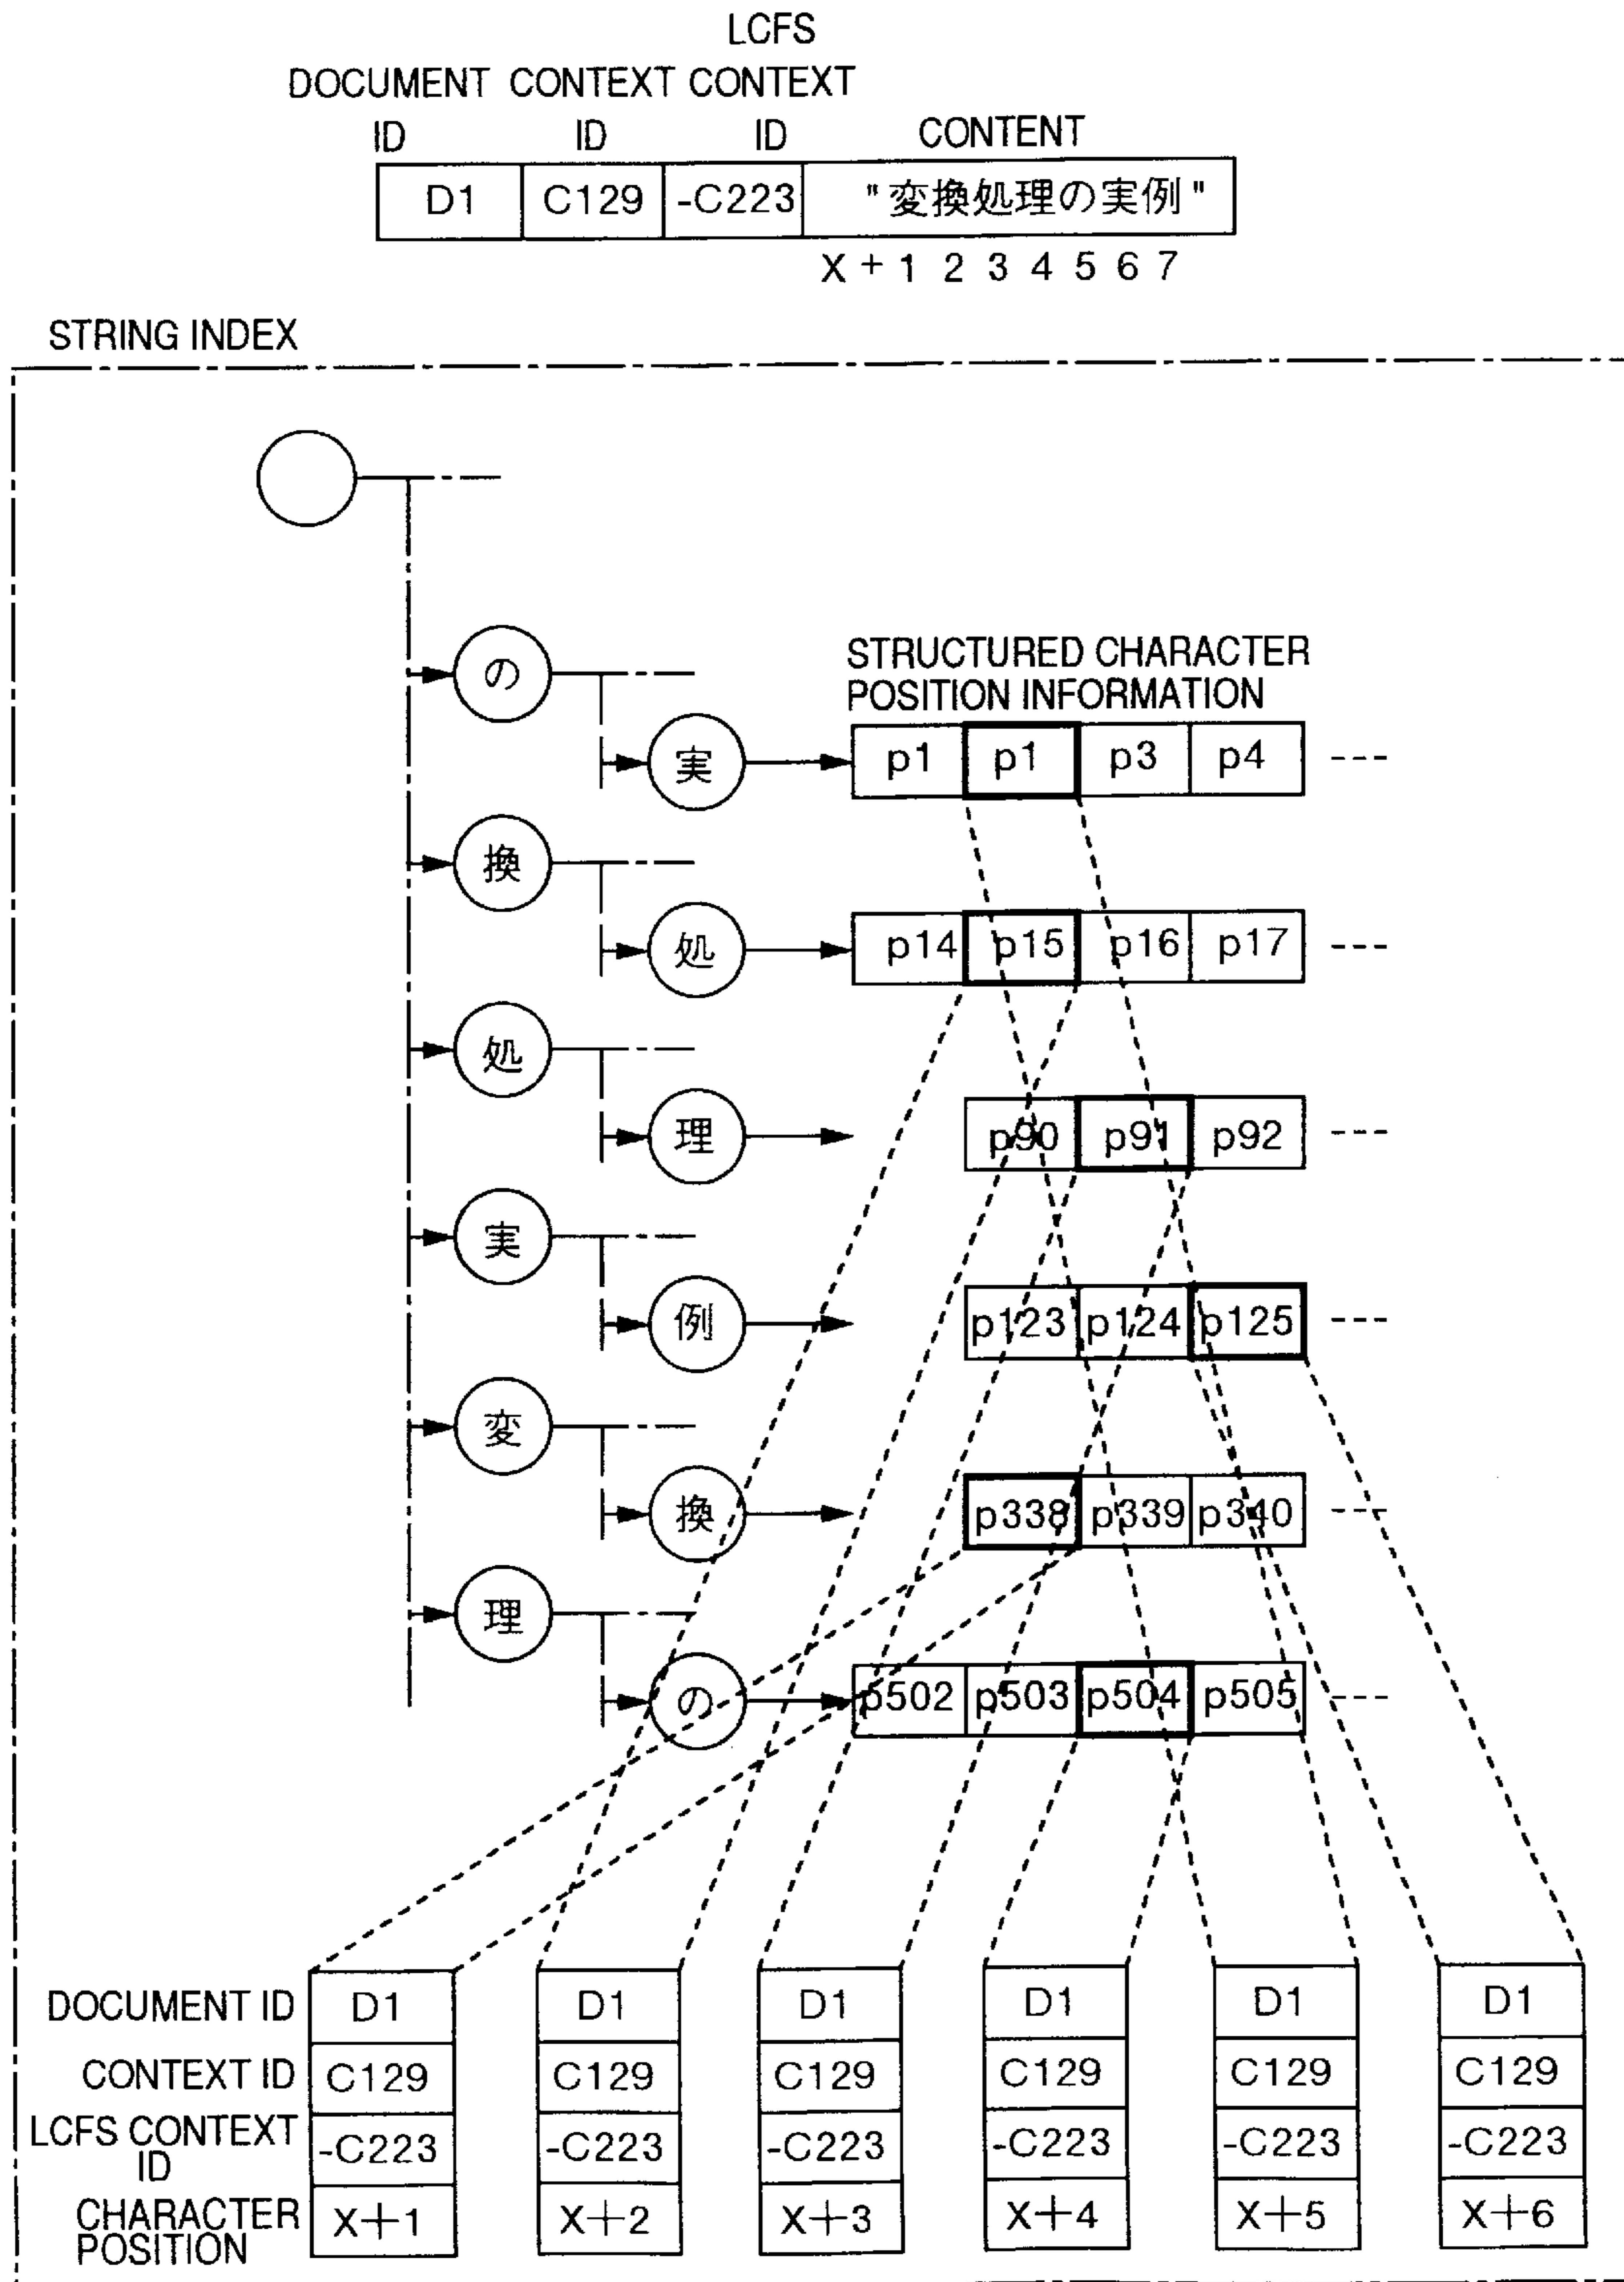 LCFS
DOCUMENT CONTEXT CONTEXT
ID ID ID CONTENT
D1 C129 -C223 "変換処理の実例"
X + 1 2 3 4 5 6 7
STRING INDEX
の
STRUCTURED CHARACTER
POSITION INFORMATION
実 p1 p1 p3 p4 ---
換
処 p14 p15 p16 p17 ---
処
理 p90 p91 p92 ---
実
例 p123 p124 p125 ---
変
換 p338 p339 p340 ---
理
の p502 p503 p504 p505 ---
DOCUMENT ID D1 D1 D1 D1 D1 D1
CONTEXT ID C129 C129 C129 C129 C129 C129
LCFS CONTEXT
ID -C223 -C223 -C223 -C223 -C223 -C223
CHARACTER
POSITION X+1 X+2 X+3 X+4 X+5 X+6